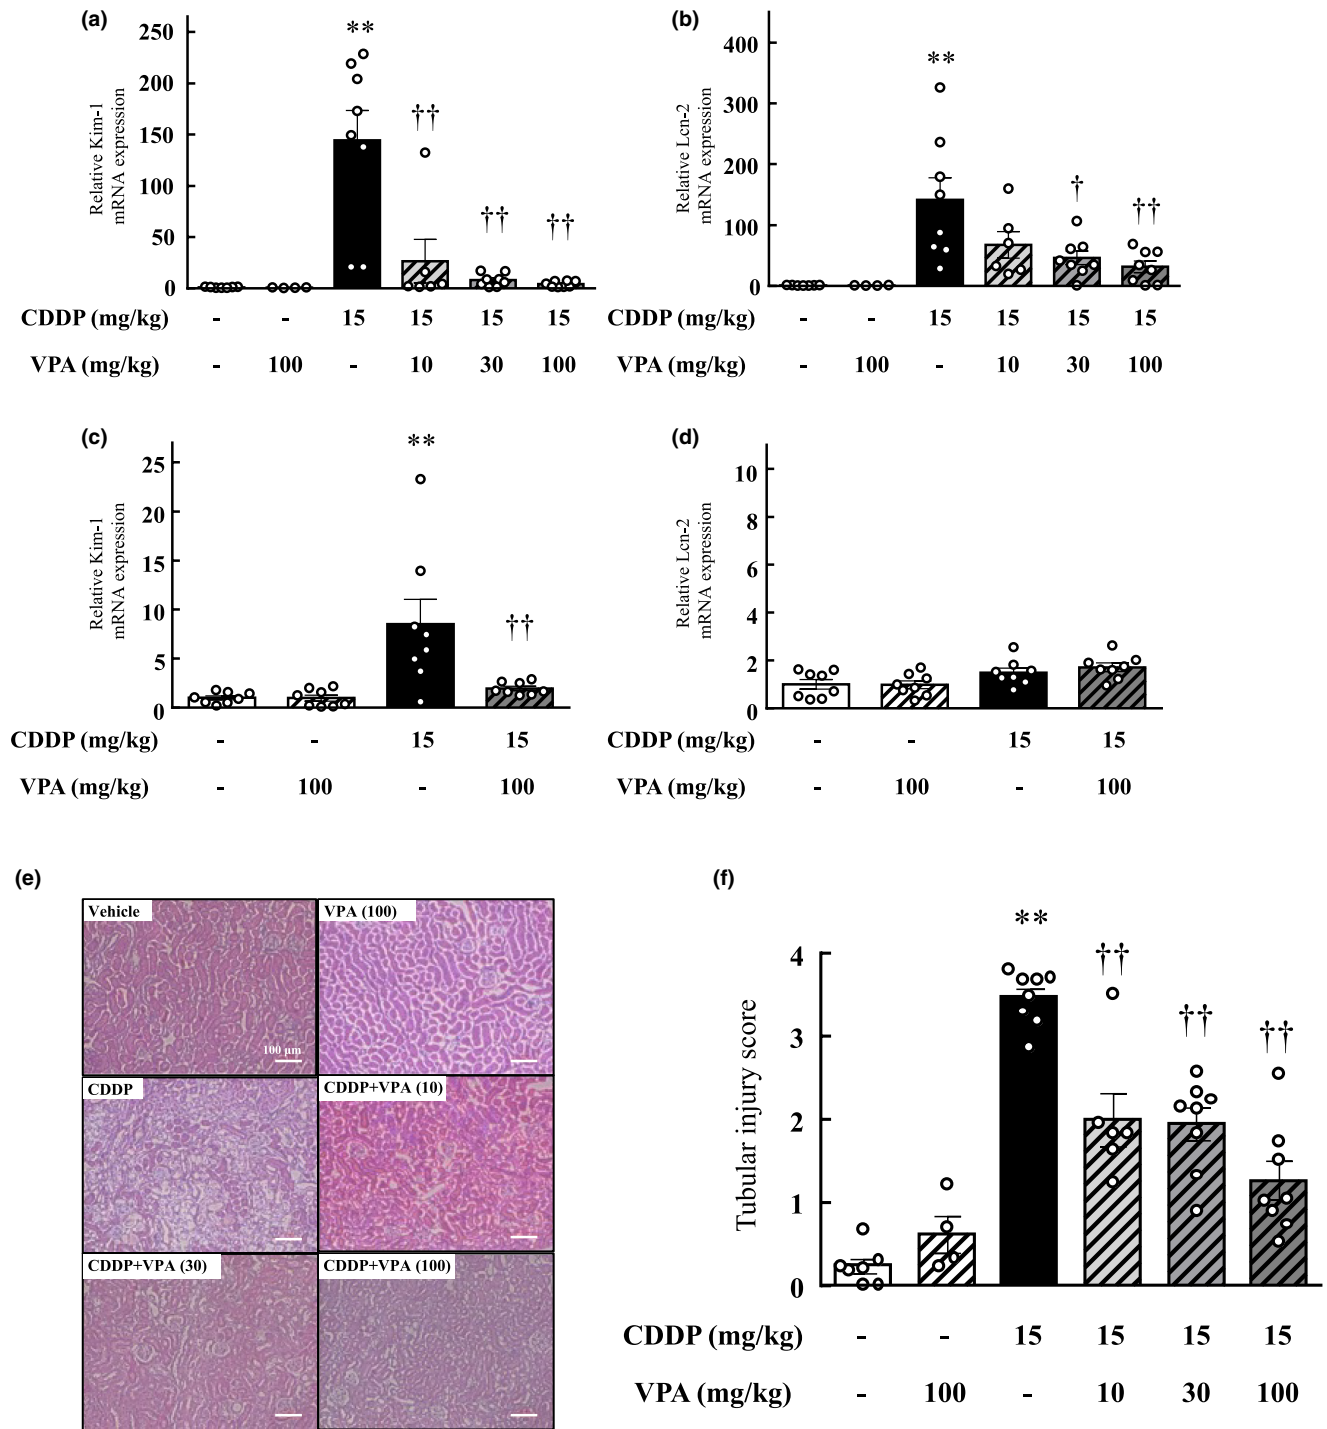 (a)
Relative Kim-1
mRNA expression
250
200
150
100
50
0
**
††
††
††
CDDP (mg/kg) - - 15 15 15 15
VPA (mg/kg) - 100 - 10 30 100
(b)
Relative Lcn-2
mRNA expression
400
300
200
100
0
**
†
††
CDDP (mg/kg) - - 15 15 15 15
VPA (mg/kg) - 100 - 10 30 100
(c)
Relative Kim-1
mRNA expression
25
20
15
10
5
0
**
††
CDDP (mg/kg) - - 15 15
VPA (mg/kg) - 100 - 100
(d)
Relative Lcn-2
mRNA expression
10
8
6
4
2
0
CDDP (mg/kg) - - 15 15
VPA (mg/kg) - 100 - 100
(e)
Vehicle
100 μm
VPA (100)
CDDP
CDDP+VPA (10)
CDDP+VPA (30)
CDDP+VPA (100)
(f)
Tubular injury score
4
3
2
1
0
**
††
††
††
CDDP (mg/kg) - - 15 15 15 15
VPA (mg/kg) - 100 - 10 30 100